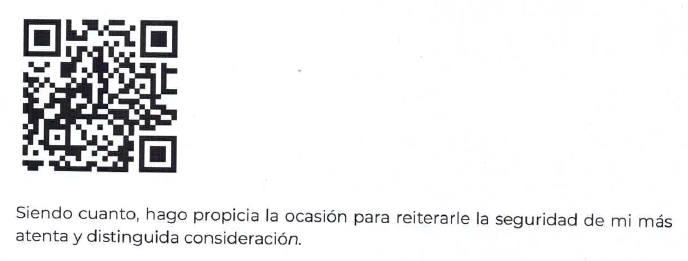 Siendo cuanto, hago propicia la ocasión para reiterarle la seguridad de mi más
atenta y distinguida consideración.